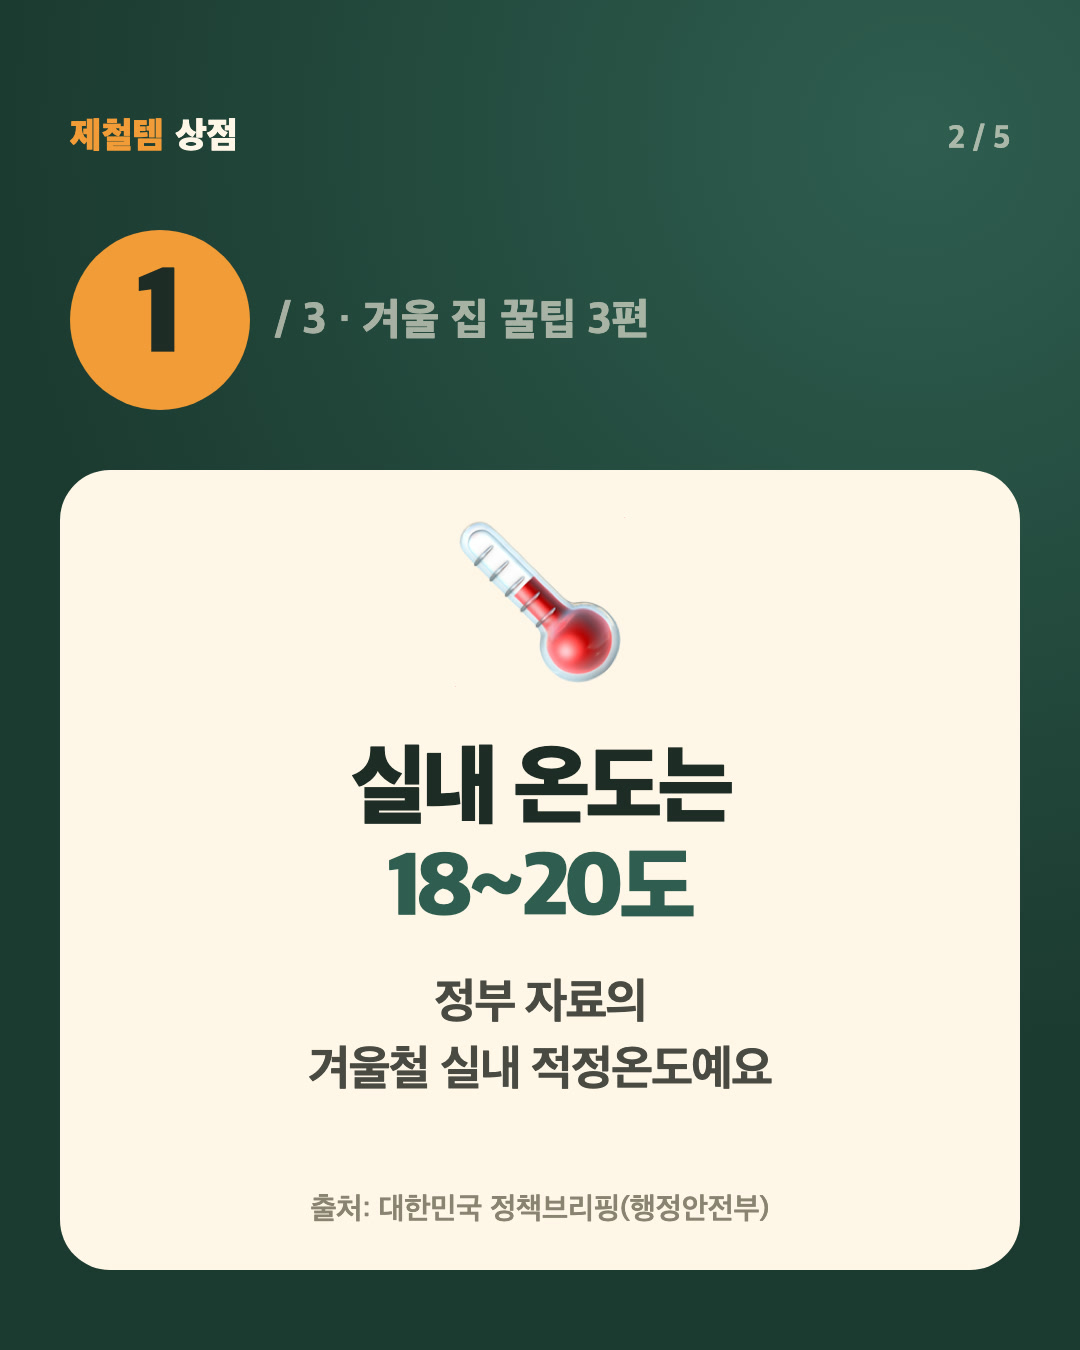 제철템 상점
2 / 5
1
/ 3 · 겨울 집 꿀팁 3편
실내 온도는
18~20도
정부 자료의
겨울철 실내 적정온도예요
출처: 대한민국 정책브리핑(행정안전부)